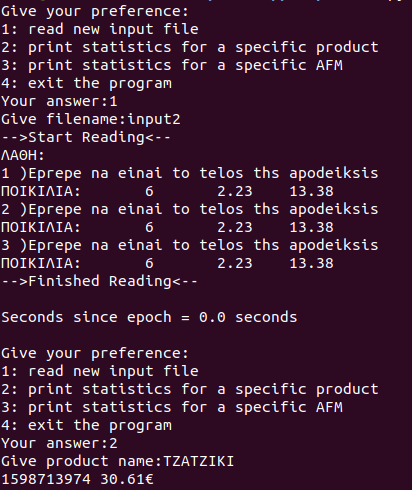 Give your preference:
1: read new input file
2: print statistics for a specific product
3: print statistics for a specific AFM
4: exit the program
Your answer:1
Give filename:input2
-->Start Reading<--
ΛΑΘΗ:
1 )Eprepe na einai to telos ths apodeiksis
ΠΟΙΚΙΛΙΑ:       6       2.23    13.38
2 )Eprepe na einai to telos ths apodeiksis
ΠΟΙΚΙΛΙΑ:       6       2.23    13.38
3 )Eprepe na einai to telos ths apodeiksis
ΠΟΙΚΙΛΙΑ:       6       2.23    13.38
-->Finished Reading<--
Seconds since epoch = 0.0 seconds
Give your preference:
1: read new input file
2: print statistics for a specific product
3: print statistics for a specific AFM
4: exit the program
Your answer:2
Give product name:TZATZIKI
1598713974 30.61€